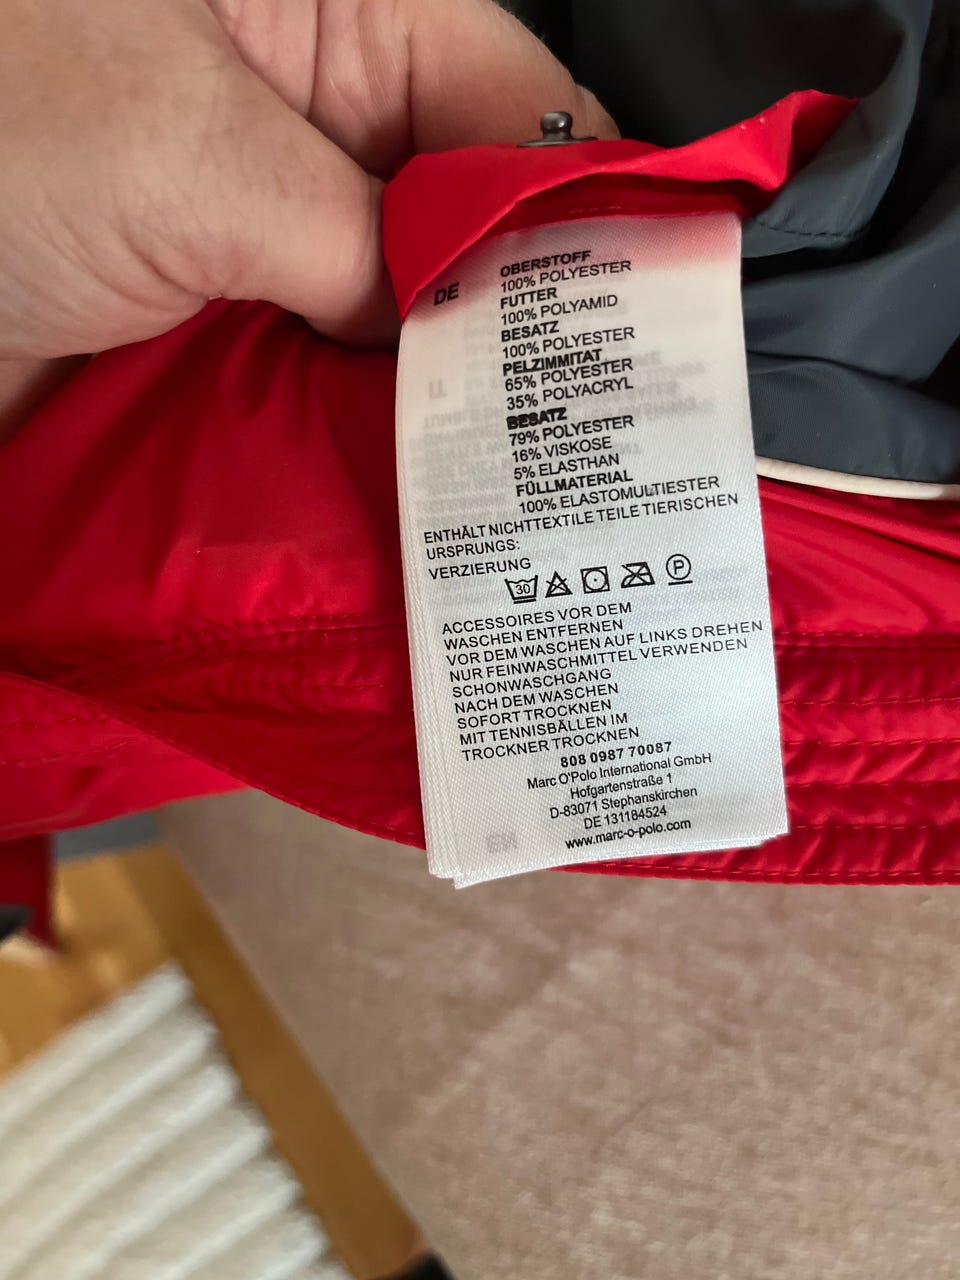 DE
OBERSTOFF
100% POLYESTER
FUTTER
100% POLYAMID
BESATZ
100% POLYESTER
PELZIMMITAT
65% POLYESTER
35% POLYACRYL
BESATZ
79% POLYESTER
16% VISKOSE
5% ELASTHAN
FÜLLMATERIAL
100% ELASTOMULTIESTER
ENTHÄLT NICHTTEXTILE TEILE TIERISCHEN
URSPRUNGS:
VERZIERUNG
30 P
ACCESSOIRES VOR DEM
WASCHEN ENTFERNEN
VOR DEM WASCHEN AUF LINKS DREHEN
NUR FEINWASCHMITTEL VERWENDEN
SCHONWASCHGANG
NACH DEM WASCHEN
SOFORT TROCKNEN
MIT TENNISBÄLLEN IM
TROCKNER TROCKNEN
808 0987 70087
Marc O'Polo International GmbH
Hofgartenstraße 1
D-83071 Stephanskirchen
DE 131184524
www.marc-o-polo.com